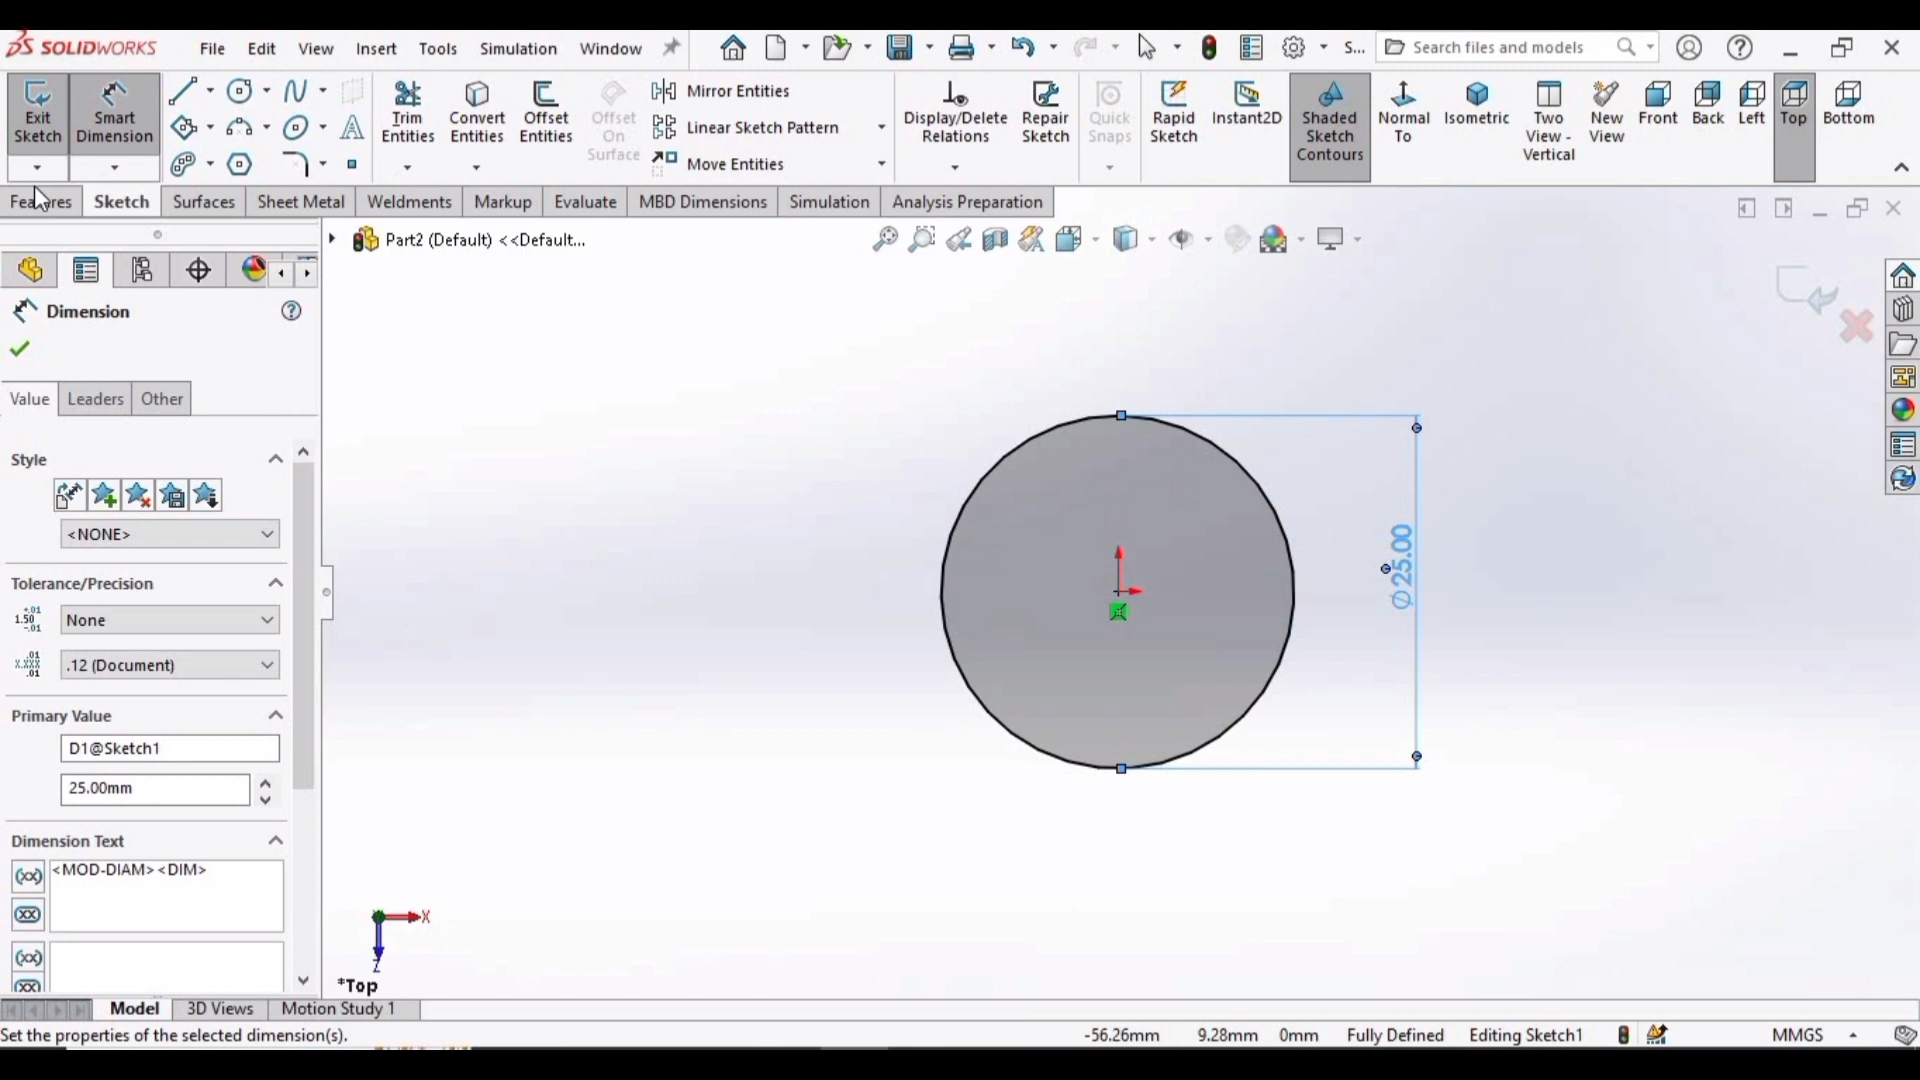 SOLIDWORKS File Edit View Insert Tools Simulation Window S... Search files and models
Exit Sketch
Smart Dimension
Trim Entities
Convert Entities
Offset Entities
Offset On Surface
Mirror Entities
Linear Sketch Pattern
Move Entities
Display/Delete Relations
Repair Sketch
Quick Snaps
Rapid Sketch
Instant2D
Shaded Sketch Contours
Normal To
Isometric
Two View - Vertical
New View
Front
Back
Left
Top
Bottom
Features Sketch Surfaces Sheet Metal Weldments Markup Evaluate MBD Dimensions Simulation Analysis Preparation
Part2 (Default) <<Default...
Dimension
Value Leaders Other
Style
<NONE>
Tolerance/Precision
None
.12 (Document)
Primary Value
D1@Sketch1
25.00mm
Dimension Text
<MOD-DIAM><DIM>
(xx)
xx
(xx)
xx
∅25.00
X
Z
*Top
Model 3D Views Motion Study 1
Set the properties of the selected dimension(s). -56.26mm 9.28mm 0mm Fully Defined Editing Sketch1 MMGS